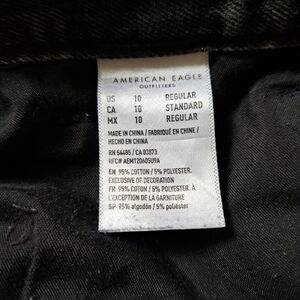 AMERICAN EAGLE
OUTFITTERS
US 10 REGULAR
CA 10 STANDARD
MX 10 REGULAR
MADE IN CHINA / FABRIQUÉ EN CHINE /
HECHO EN CHINA
RN 54485 / CA 03873
RFC# AEM120605U9A
EN 95% COTTON / 5% POLYESTER.
EXCLUSIVE OF DECORATION
FR 95% COTON / 5% POLYESTER. À
L'EXCEPTION DE LA GARNITURE
SP 95% algodón / 5% poliéster